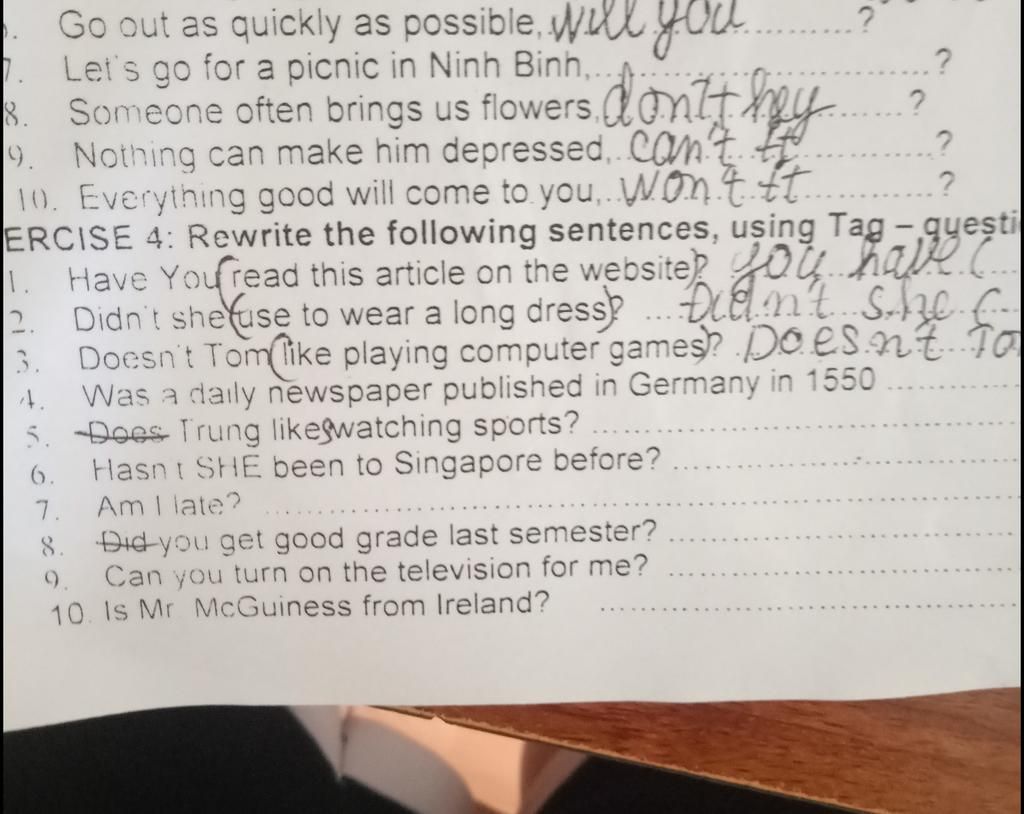 . Go out as quickly as possible, will you ............?
7. Let's go for a picnic in Ninh Binh, ............?
8. Someone often brings us flowers, don't they ........?
9. Nothing can make him depressed, can't it ............?
10. Everything good will come to you, won't it ............?
ERCISE 4: Rewrite the following sentences, using Tag – questi
1. Have You (read this article on the website)? you have (
2. Didn't she (use to wear a long dress)? .... Didn't she (
3. Doesn't Tom (like playing computer games)? Doesn't To
4. Was a daily newspaper published in Germany in 1550 ............
5. Does Trung likes watching sports? ............
6. Hasn't SHE been to Singapore before? ............
7. Am I late? ............
8. Did you get good grade last semester? ............
9. Can you turn on the television for me? ............
10. Is Mr McGuiness from Ireland? ............